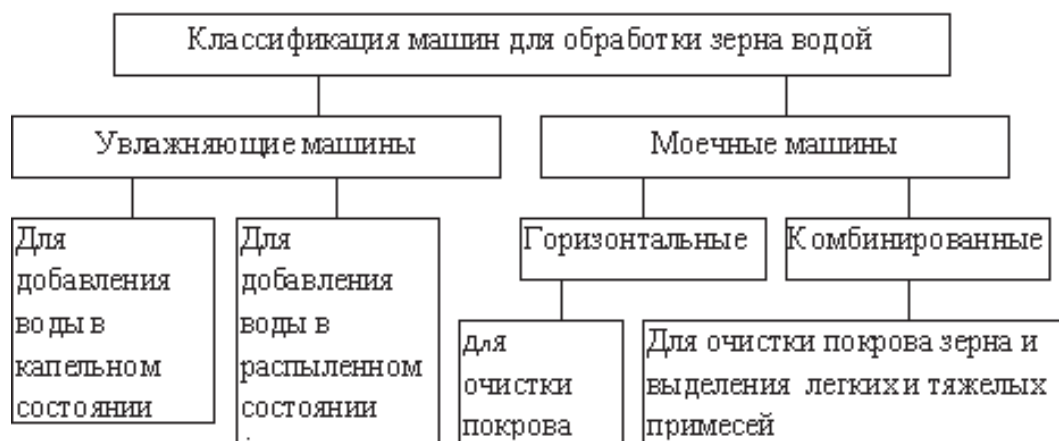 Классификация машин для обработки зерна водой
Увлажняющие машины
Моечные машины
Для
добавления
воды в
капельном
состоянии
Для
добавления
воды в
распыленном
состоянии
Горизонтальные
Комбинированные
для
очистки
покрова
Для очистки покрова зерна и
выделения легких и тяжелых
примесей